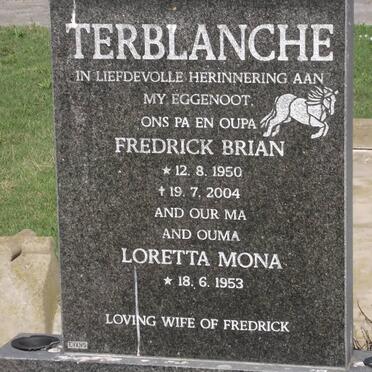 TERBLANCHE
IN LIEFDEVOLLE HERINNERING AAN
MY EGGENOOT,
ONS PA EN OUPA
FREDRICK BRIAN
★ 12. 8. 1950
✝ 19. 7. 2004
AND OUR MA
AND OUMA
LORETTA MONA
★ 18. 6. 1953
LOVING WIFE OF FREDRICK